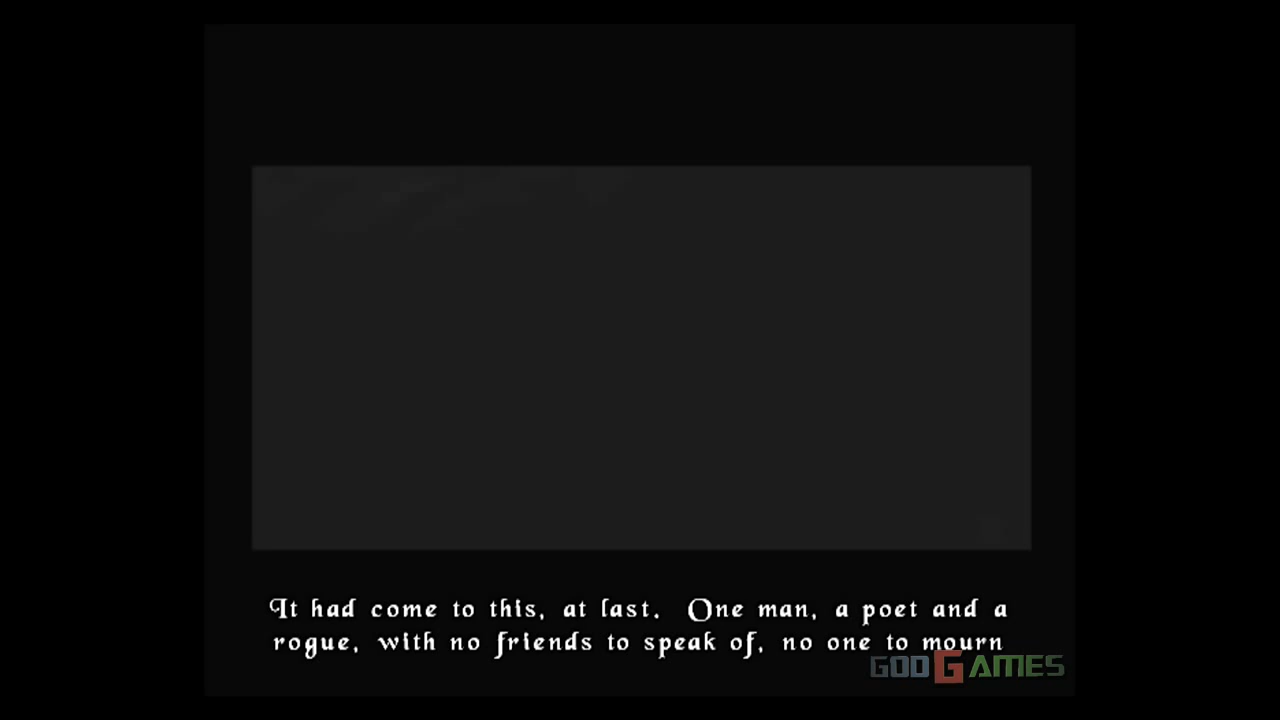 It had come to this, at last. One man, a poet and a
rogue, with no friends to speak of, no one to mourn
GODGAMES